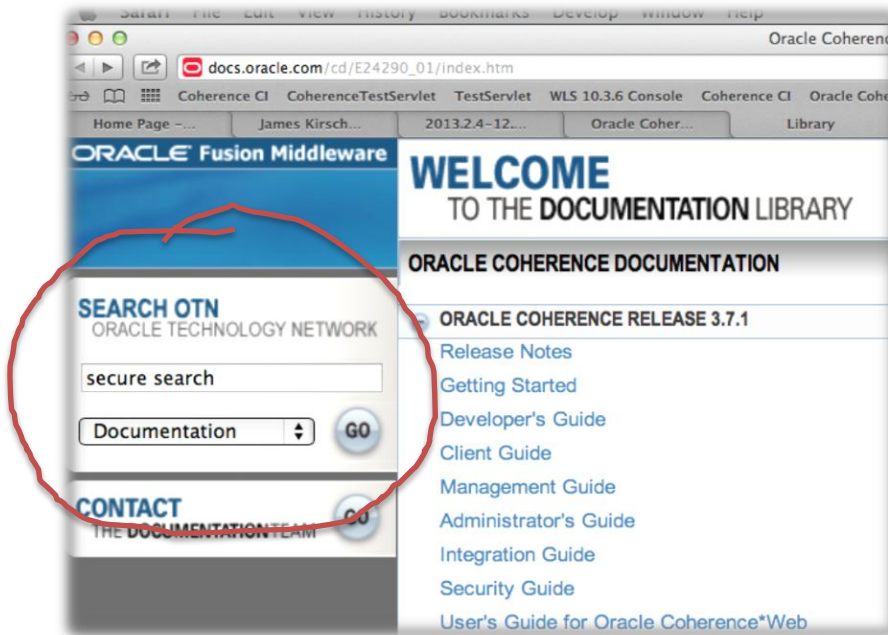 Safari File Edit View History Bookmarks Develop Window Help
Oracle Coherenc
docs.oracle.com/cd/E24290_01/index.htm
Coherence CI CoherenceTestServlet TestServlet WLS 10.3.6 Console Coherence CI Oracle Cohe
Home Page –... James Kirsch... 2013.2.4–12.... Oracle Coher... Library
ORACLE Fusion Middleware
SEARCH OTN
ORACLE TECHNOLOGY NETWORK
secure search
Documentation GO
CONTACT
THE DOCUMENTATION TEAM GO
WELCOME
TO THE DOCUMENTATION LIBRARY
ORACLE COHERENCE DOCUMENTATION
ORACLE COHERENCE RELEASE 3.7.1
Release Notes
Getting Started
Developer's Guide
Client Guide
Management Guide
Administrator's Guide
Integration Guide
Security Guide
User's Guide for Oracle Coherence*Web